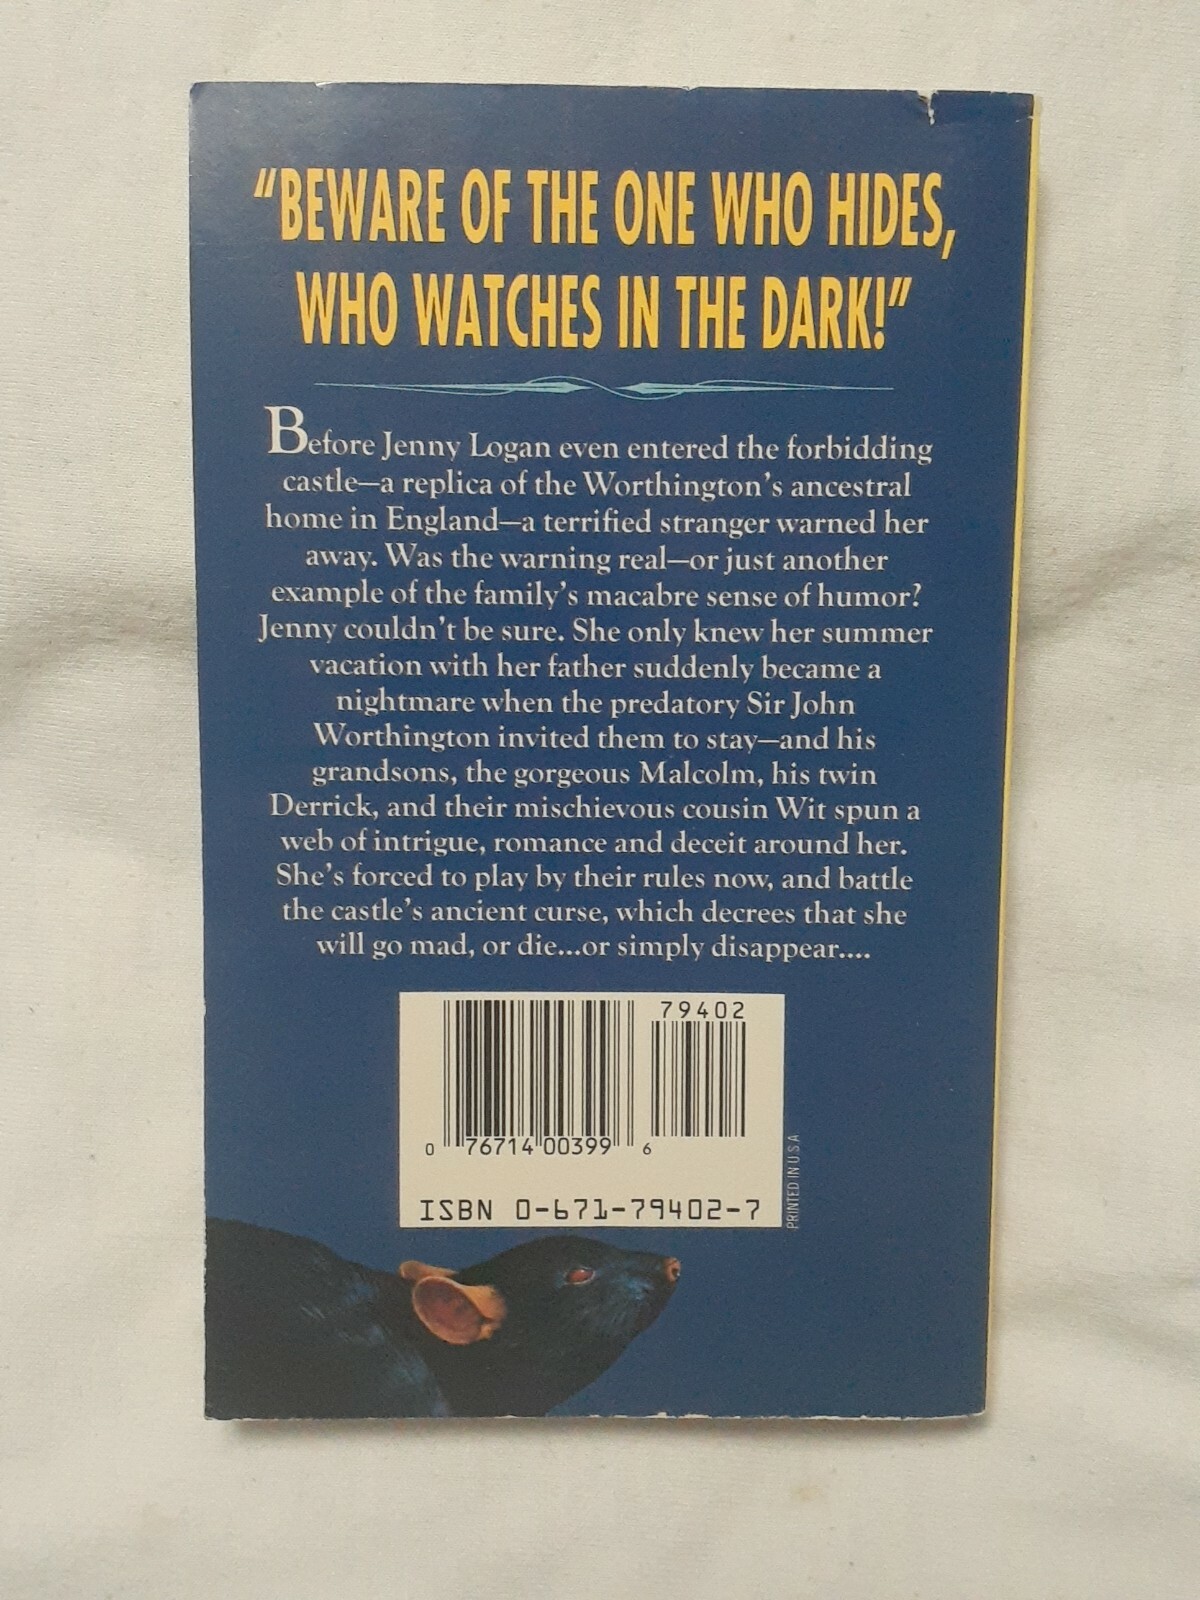 “BEWARE OF THE ONE WHO HIDES,
WHO WATCHES IN THE DARK!”
Before Jenny Logan even entered the forbidding
castle—a replica of the Worthington’s ancestral
home in England—a terrified stranger warned her
away. Was the warning real—or just another
example of the family’s macabre sense of humor?
Jenny couldn’t be sure. She only knew her summer
vacation with her father suddenly became a
nightmare when the predatory Sir John
Worthington invited them to stay—and his
grandsons, the gorgeous Malcolm, his twin
Derrick, and their mischievous cousin Wit spun a
web of intrigue, romance and deceit around her.
She’s forced to play by their rules now, and battle
the castle’s ancient curse, which decrees that she
will go mad, or die...or simply disappear....
79402
0 76714 00399 6
ISBN 0-671-79402-7
PRINTED IN U.S.A